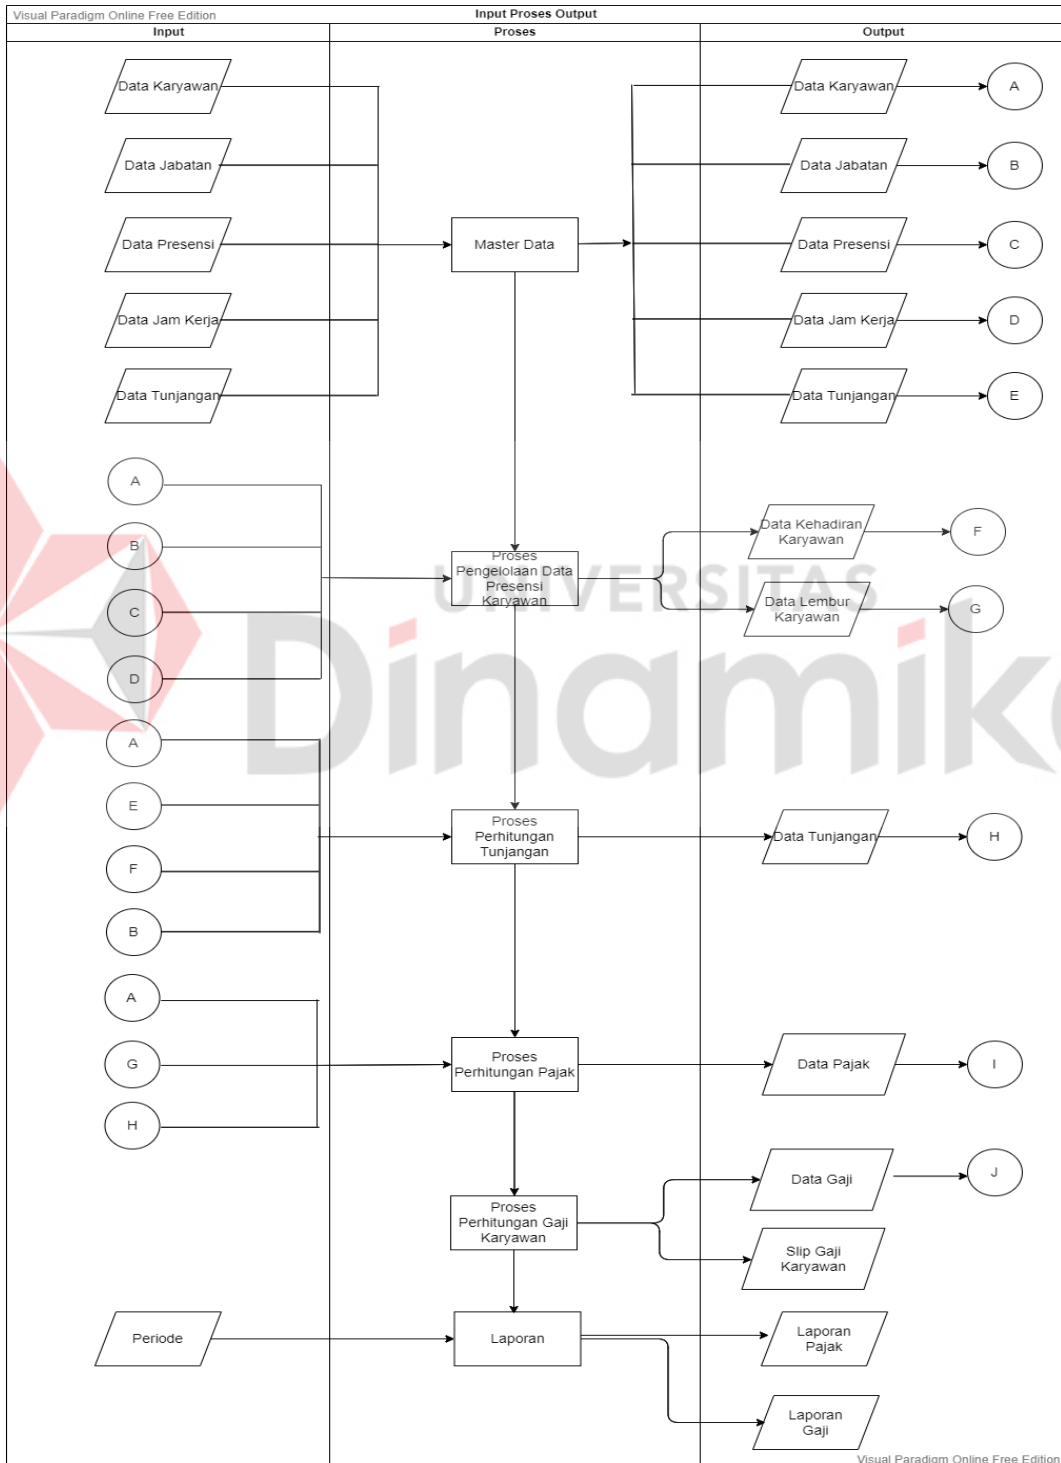 Visual Paradigm Online Free Edition
Input Proses Output
Input
Proses
Output
Data Karyawan
Data Karyawan
A
Data Jabatan
Data Jabatan
B
Data Presensi
Master Data
Data Presensi
C
Data Jam Kerja
Data Jam Kerja
D
Data Tunjangan
Data Tunjangan
E
A
B
C
D
Proses
Pengelolaan Data
Presensi
Karyawan
Data Kehadiran
Karyawan
F
Data Lembur
Karyawan
G
UNIVERSITAS
Dinamika
A
E
F
B
Proses
Perhitungan
Tunjangan
Data Tunjangan
H
A
G
H
Proses
Perhitungan Pajak
Data Pajak
I
Proses
Perhitungan Gaji
Karyawan
Data Gaji
J
Slip Gaji
Karyawan
Periode
Laporan
Laporan
Pajak
Laporan
Gaji
Visual Paradigm Online Free Edition